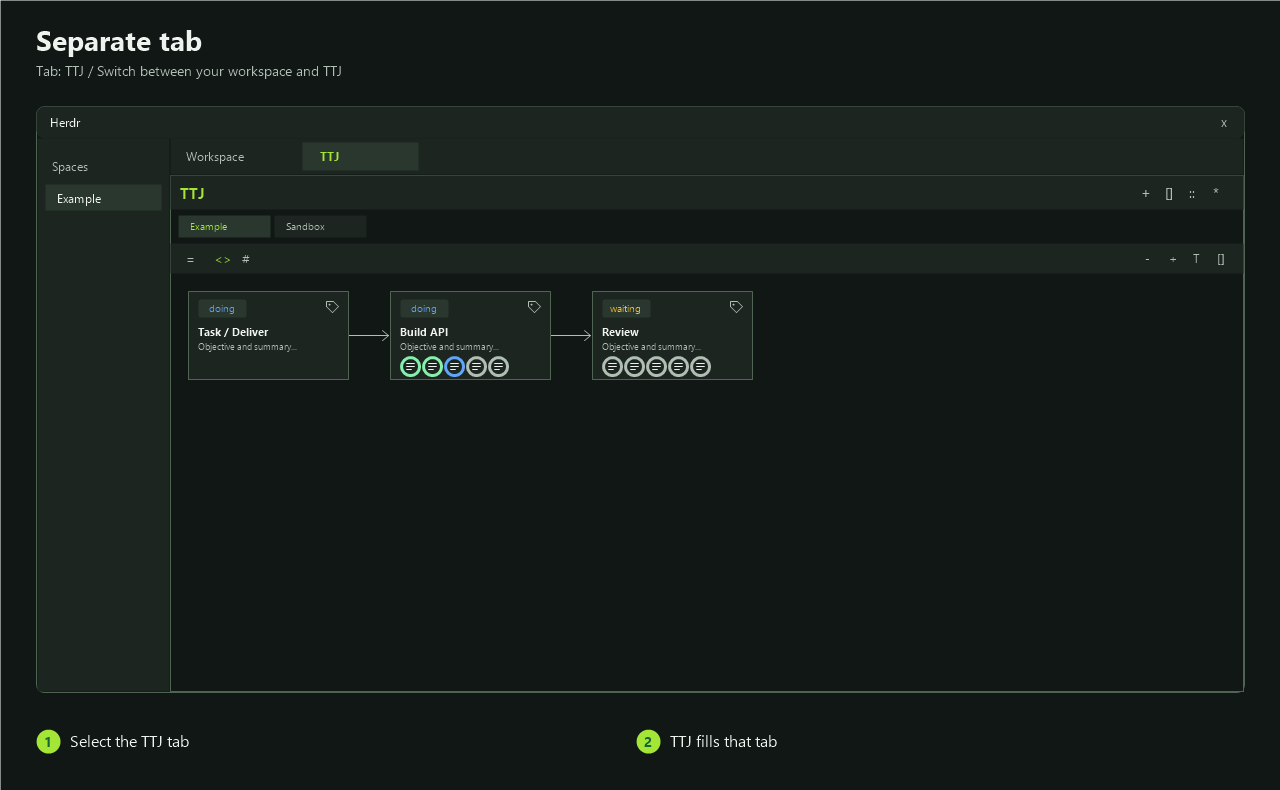 Separate tab
Tab: TTJ / Switch between your workspace and TTJ
Herdr x
Spaces
Example
Workspace TTJ
TTJ + [] :: *
Example Sandbox
= <> # - + T []
doing doing waiting
Task / Deliver Build API Review
Objective and summary... Objective and summary... Objective and summary...
1 Select the TTJ tab 2 TTJ fills that tab